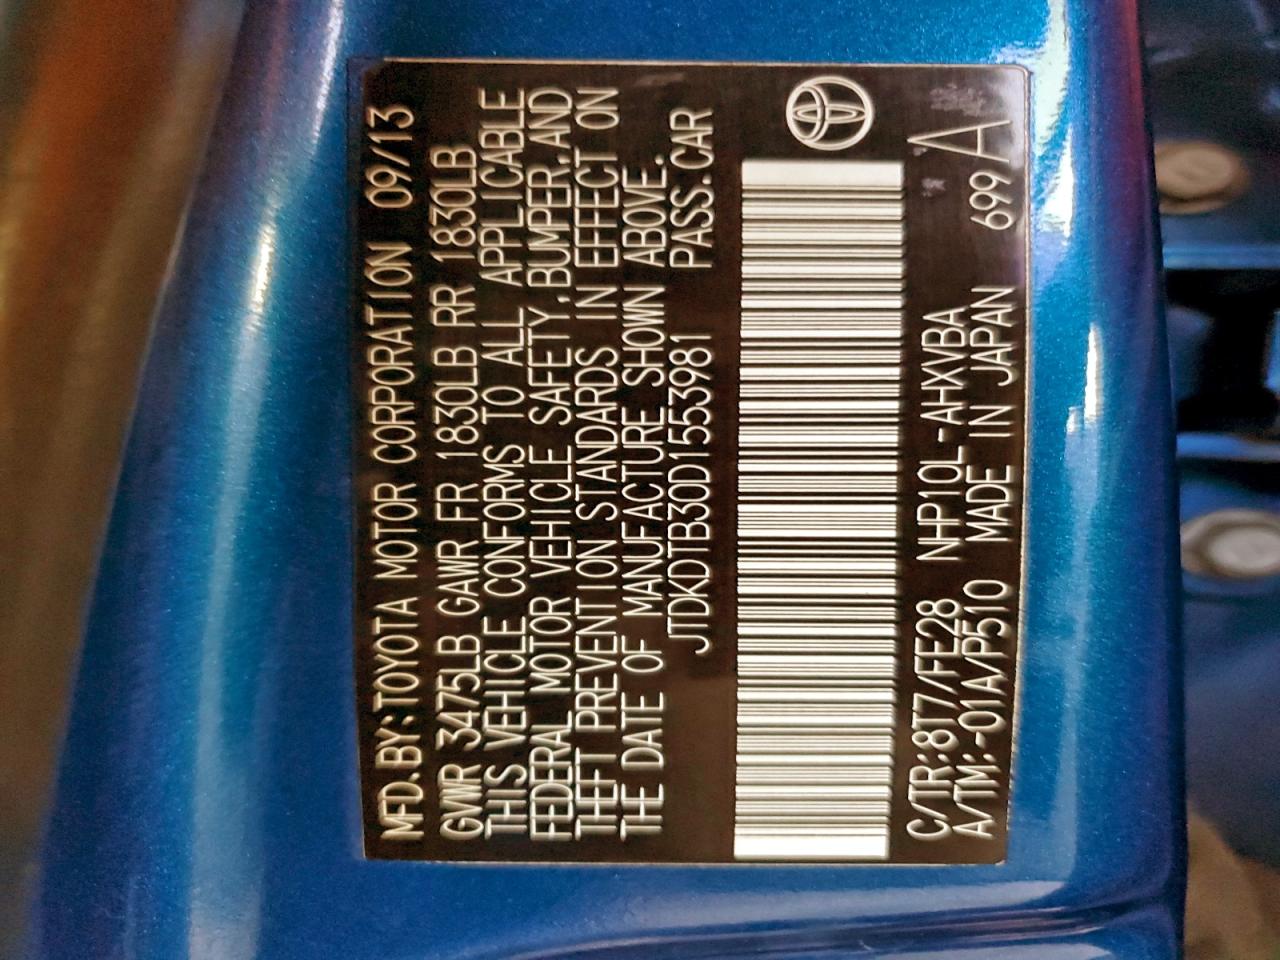 MFD.BY:TOYOTA MOTOR CORPORATION 09/13
GVWR 3475LB GAWR FR 1830LB RR 1830LB
THIS VEHICLE CONFORMS TO ALL APPLICABLE
FEDERAL MOTOR VEHICLE SAFETY,BUMPER,AND
THEFT PREVENTION STANDARDS IN EFFECT ON
THE DATE OF MANUFACTURE SHOWN ABOVE.
JTDKDTB30D1553981 PASS.CAR
C/TR:8T7/FE28 NHP10L-AHXVBA
A/TM:-01A/P510 MADE IN JAPAN 699 A